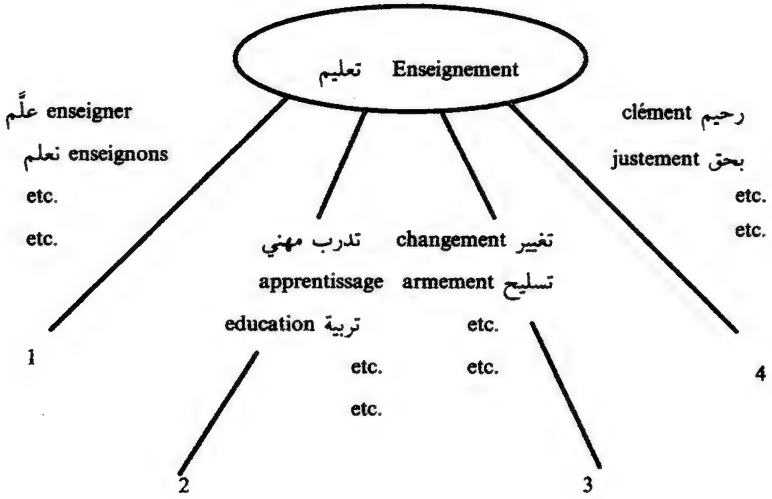 تعليم Enseignement
علَّم enseigner
نعلم enseignons
etc.
etc.
1
تدرب مهني
apprentissage
education تربية
etc.
etc.
2
changement تغيير
armement تسليح
etc.
etc.
3
clément رحيم
justement بحق
etc.
etc.
4